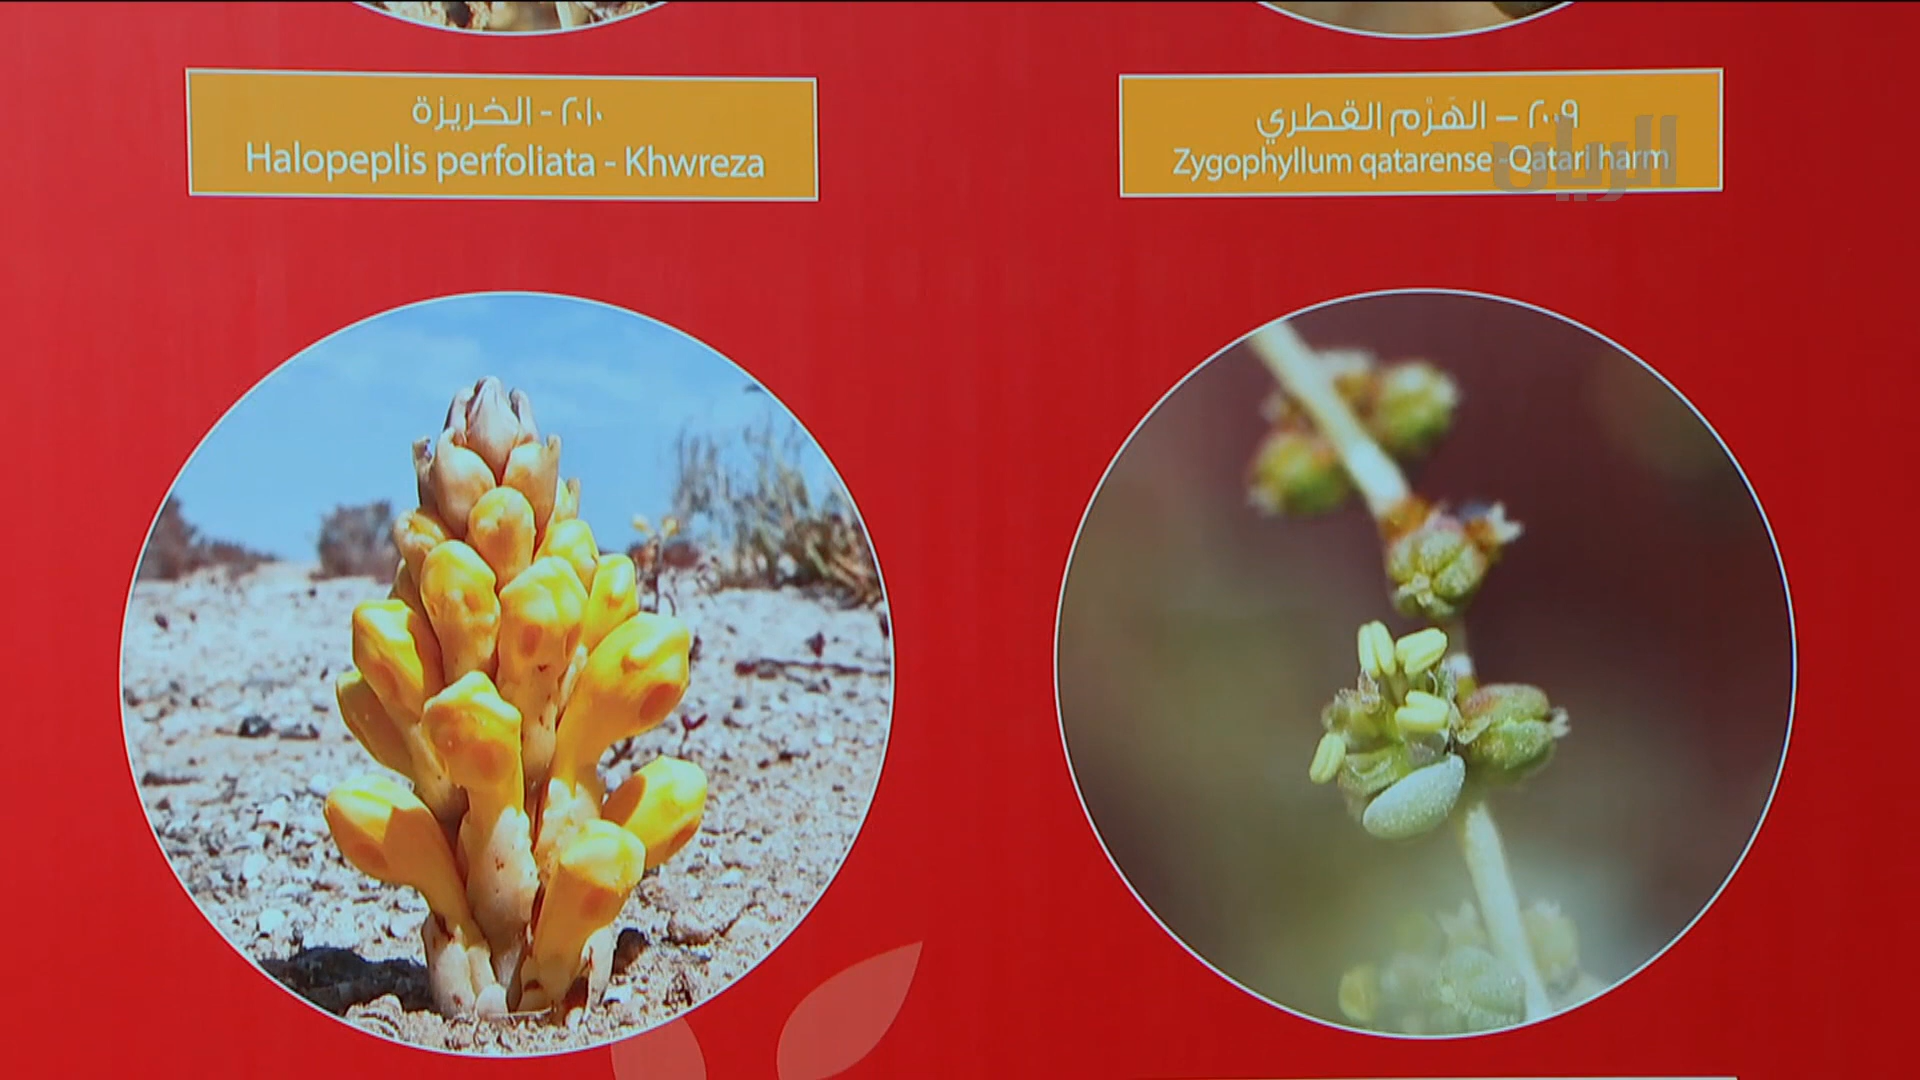 ٢٠١٠ - الخريزة
Halopeplis perfoliata - Khwreza
٢٠٠٩ – الهَرْم القطري
Zygophyllum qatarense -Qatari harm
الريان